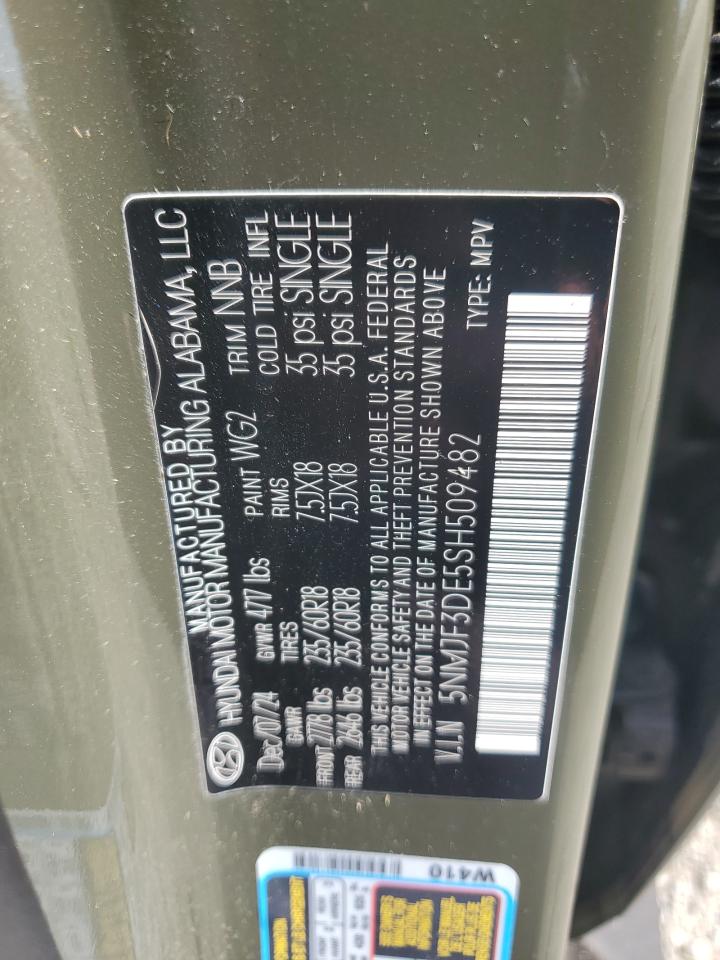 MANUFACTURED BY
HYUNDAI MOTOR MANUFACTURING ALABAMA, LLC
Dec/07/24 GVWR 477 lbs PAINT WG2 TRIM NNB
GAWR TIRES RIMS COLD TIRE INFL
FRONT 2778 lbs 235/60R18 7.5JX18 35 psi SINGLE
REAR 2646 lbs 235/60R18 7.5JX18 35 psi SINGLE
THIS VEHICLE CONFORMS TO ALL APPLICABLE U.S.A. FEDERAL
MOTOR VEHICLE SAFETY AND THEFT PREVENTION STANDARDS
IN EFFECT ON THE DATE OF MANUFACTURE SHOWN ABOVE
V.I.N 5NMJF3DE5SH509482 TYPE: MPV
W410